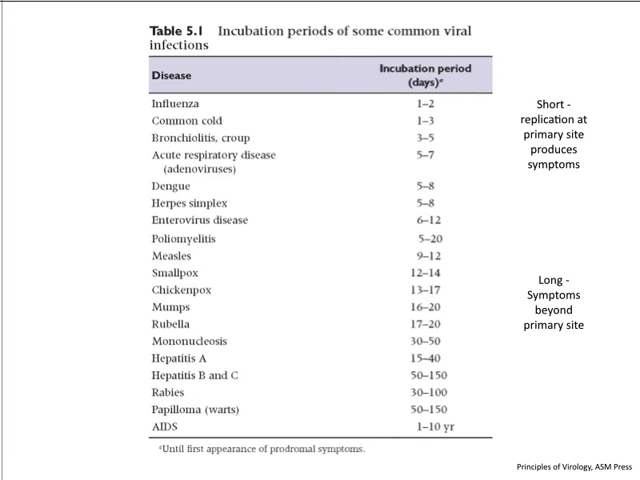 Table 5.1 Incubation periods of some common viral
infections
Disease Incubation period
(days)ᵃ
Influenza 1–2
Common cold 1–3
Bronchiolitis, croup 3–5
Acute respiratory disease 5–7
(adenoviruses)
Dengue 5–8
Herpes simplex 5–8
Enterovirus disease 6–12
Poliomyelitis 5–20
Measles 9–12
Smallpox 12–14
Chickenpox 13–17
Mumps 16–20
Rubella 17–20
Mononucleosis 30–50
Hepatitis A 15–40
Hepatitis B and C 50–150
Rabies 30–100
Papilloma (warts) 50–150
AIDS 1–10 yr
ᵃUntil first appearance of prodromal symptoms.
Short -
replication at
primary site
produces
symptoms
Long -
Symptoms
beyond
primary site
Principles of Virology, ASM Press